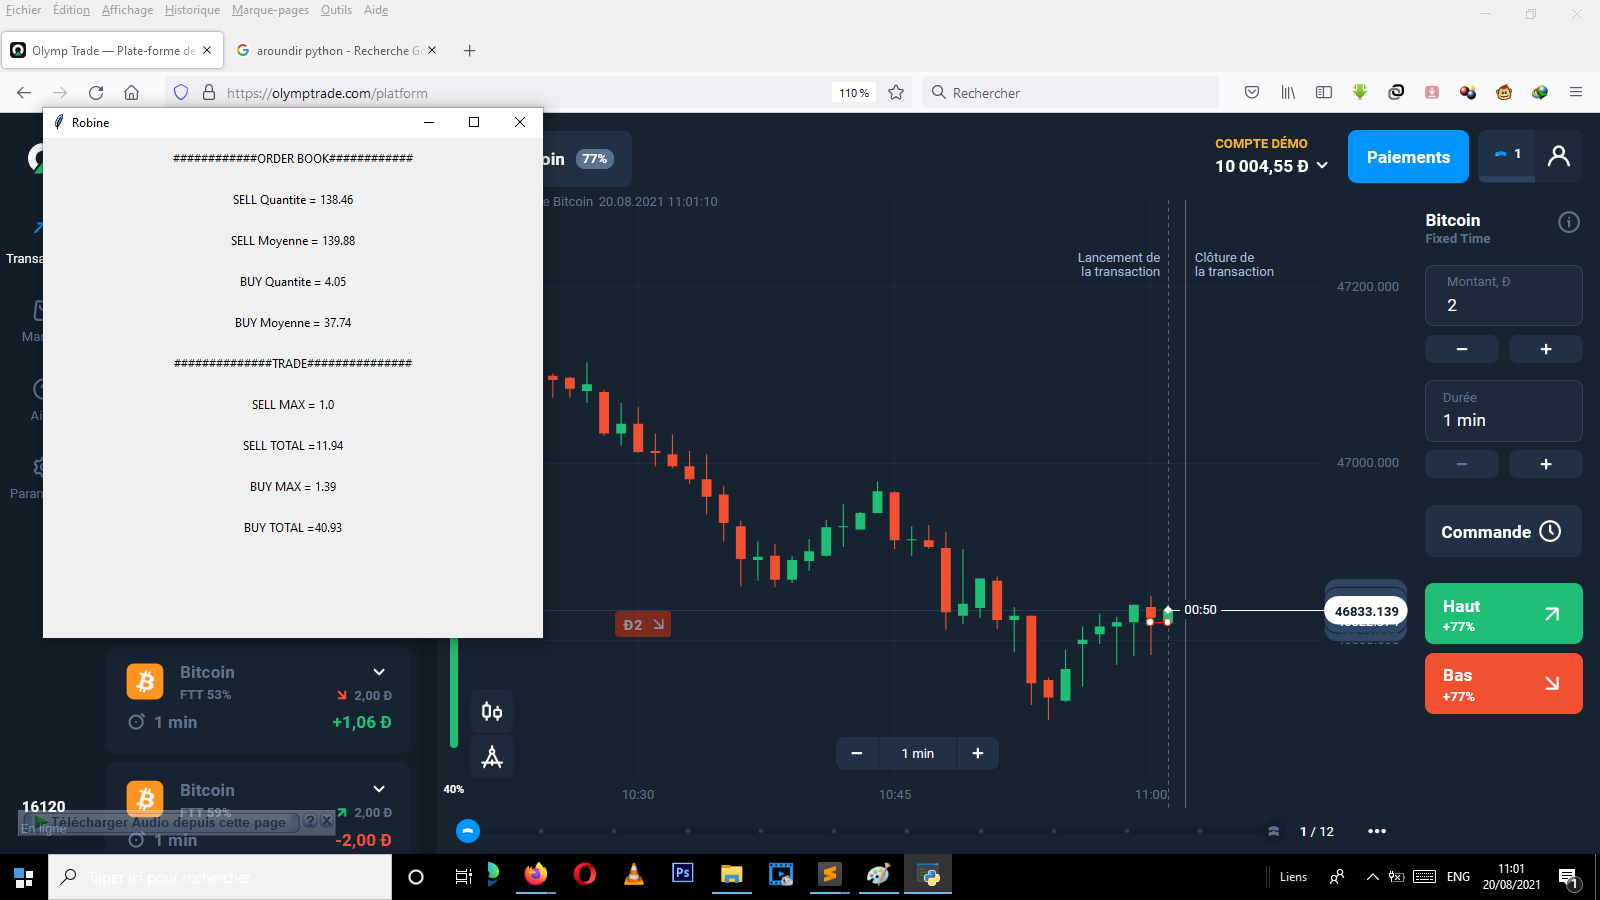 Fichier Édition Affichage Historique Marque-pages Outils Aide
Olymp Trade — Plate-forme de
aroundir python - Recherche Go
https://olymptrade.com/platform
110 %
Rechercher
Robine
############ORDER BOOK############
SELL Quantite = 138.46
SELL Moyenne = 139.88
BUY Quantite = 4.05
BUY Moyenne = 37.74
##############TRADE###############
SELL MAX = 1.0
SELL TOTAL =11.94
BUY MAX = 1.39
BUY TOTAL =40.93
oin 77%
COMPTE DÉMO
10 004,55 Đ
Paiements
1
e Bitcoin 20.08.2021 11:01:10
Lancement de
la transaction
Clôture de
la transaction
47200.000
47000.000
46833.139
00:50
Đ2
Bitcoin
Fixed Time
Montant, Đ
2
Durée
1 min
Commande
Haut
+77%
Bas
+77%
Transa
Mar
Ai
Param
Bitcoin
FTT 53%
2,00 Đ
1 min
+1,06 Đ
Bitcoin
FTT 59%
2,00 Đ
1 min
-2,00 Đ
16120
En ligne
Télécharger Audio depuis cette page
40%
1 min
10:30
10:45
11:00
1 / 12
Taper ici pour rechercher
Ps
Liens
ENG
11:01
20/08/2021
1